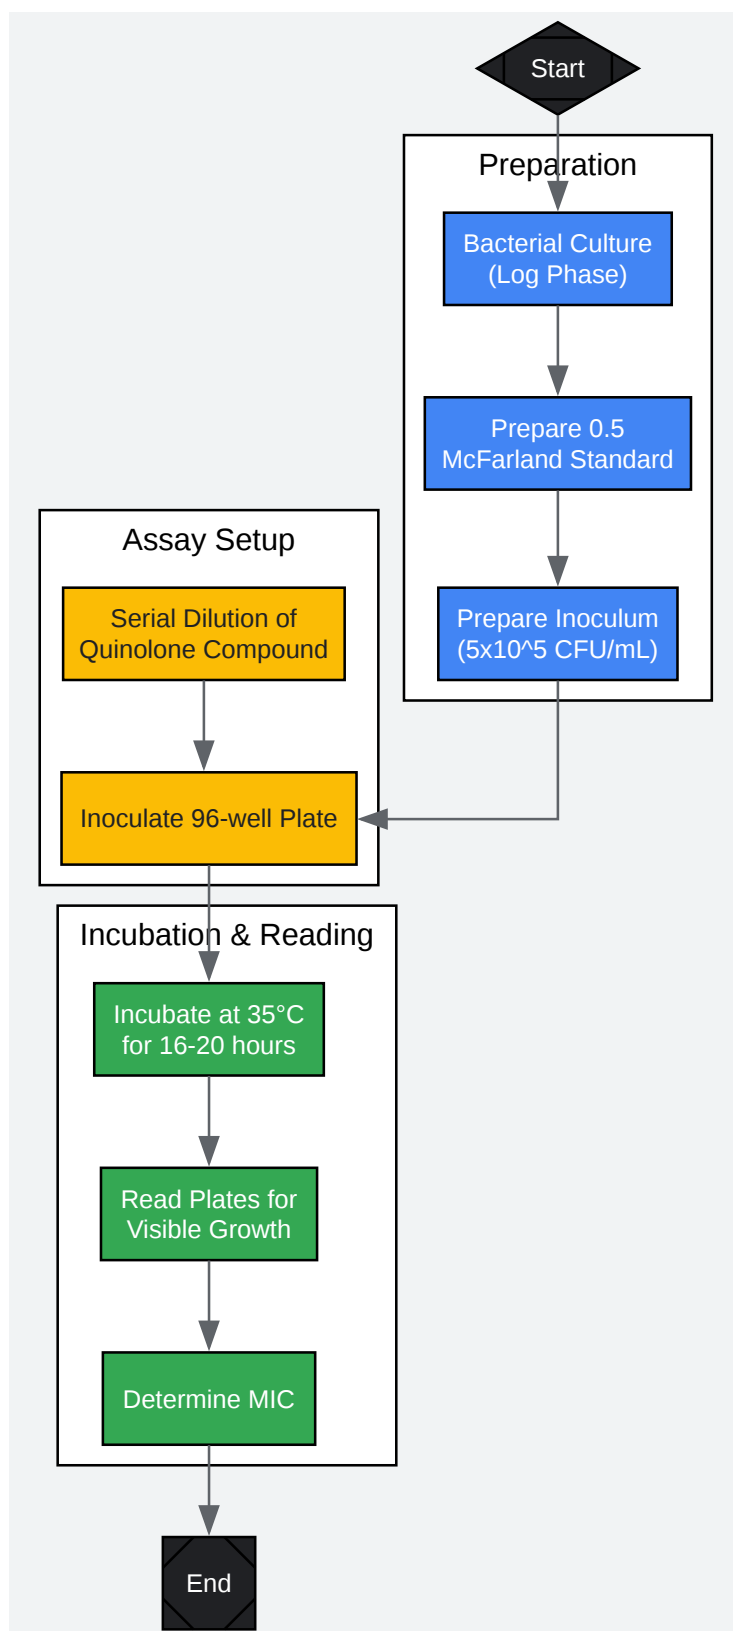 Start
Preparation
Bacterial Culture
(Log Phase)
Prepare 0.5
McFarland Standard
Prepare Inoculum
(5x10^5 CFU/mL)
Assay Setup
Serial Dilution of
Quinolone Compound
Inoculate 96-well Plate
Incubation & Reading
Incubate at 35°C
for 16-20 hours
Read Plates for
Visible Growth
Determine MIC
End